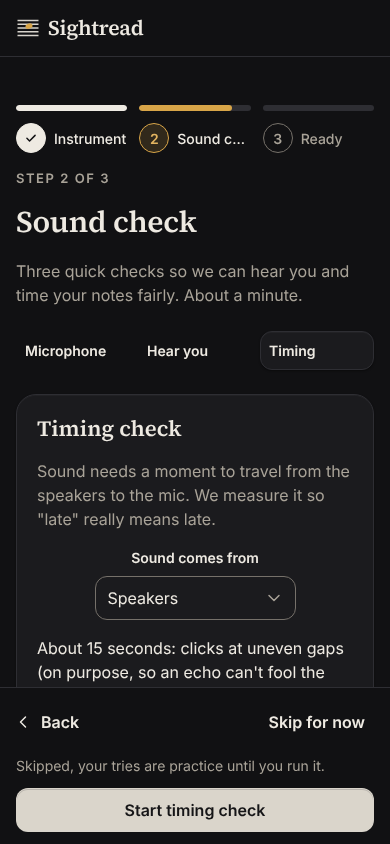 Sightread
Instrument
2 Sound c...
3 Ready
STEP 2 OF 3
Sound check
Three quick checks so we can hear you and
time your notes fairly. About a minute.
Microphone Hear you Timing
Timing check
Sound needs a moment to travel from the
speakers to the mic. We measure it so
"late" really means late.
Sound comes from
Speakers
About 15 seconds: clicks at uneven gaps
(on purpose, so an echo can't fool the
Back Skip for now
Skipped, your tries are practice until you run it.
Start timing check